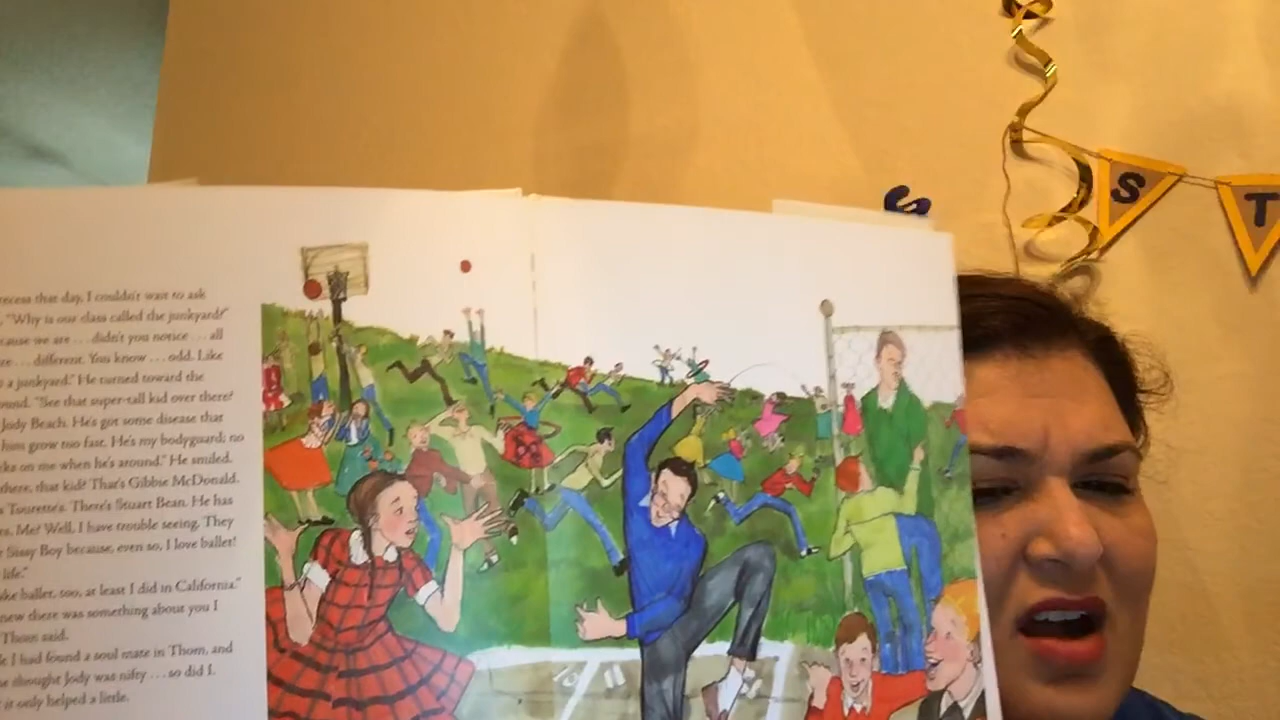 recess that day, I couldn't wait to ask
"Why is our class called the junkyard?"
cause we are . . . didn't you notice . . . all
re . . . different. You know . . . odd. Like
a junkyard." He turned toward the
ound. "See that super-tall kid over there?
Jody Beach. He's got some disease that
him grow too fast. He's my bodyguard; no
ks on me when he's around." He smiled.
there, that kid? That's Gibbie McDonald.
Tourette's. There's Stuart Bean. He has
rs. Me? Well, I have trouble seeing. They
Sissy Boy because, even so, I love ballet!
life."
ke ballet, too, at least I did in California."
new there was something about you I
Thom said.
I had found a soul mate in Thom, and
thought Jody was nifty . . . so did I.
it only helped a little.
S
T